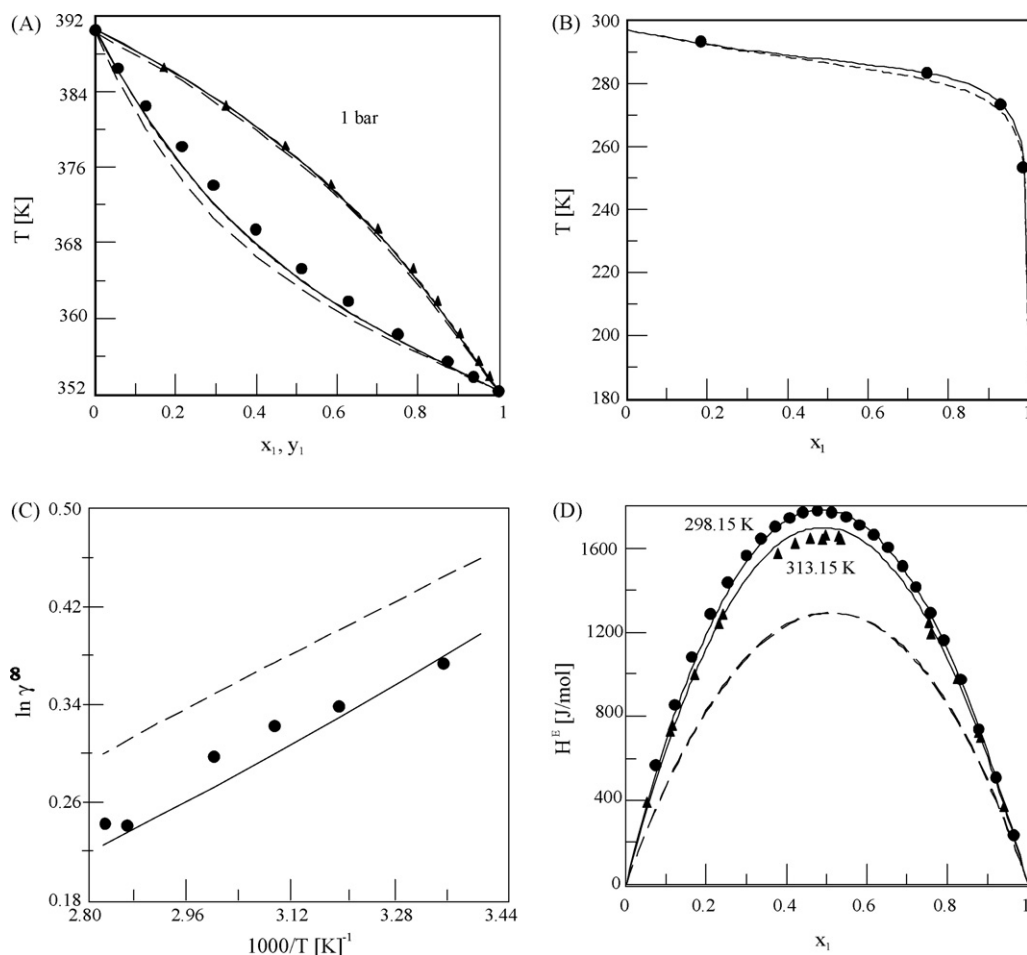 (A)
392
384
376
368
360
352
T [K]
1 bar
0 0.2 0.4 0.6 0.8 1
x₁, y₁
(B)
300
280
260
240
220
200
180
T [K]
0 0.2 0.4 0.6 0.8 1
x₁
(C)
0.50
0.42
0.34
0.26
0.18
ln γ^∞
2.80 2.96 3.12 3.28 3.44
1000/T [K]⁻¹
(D)
1600
1200
800
400
0
Hᴱ [J/mol]
298.15 K
313.15 K
0 0.2 0.4 0.6 0.8 1
x₁